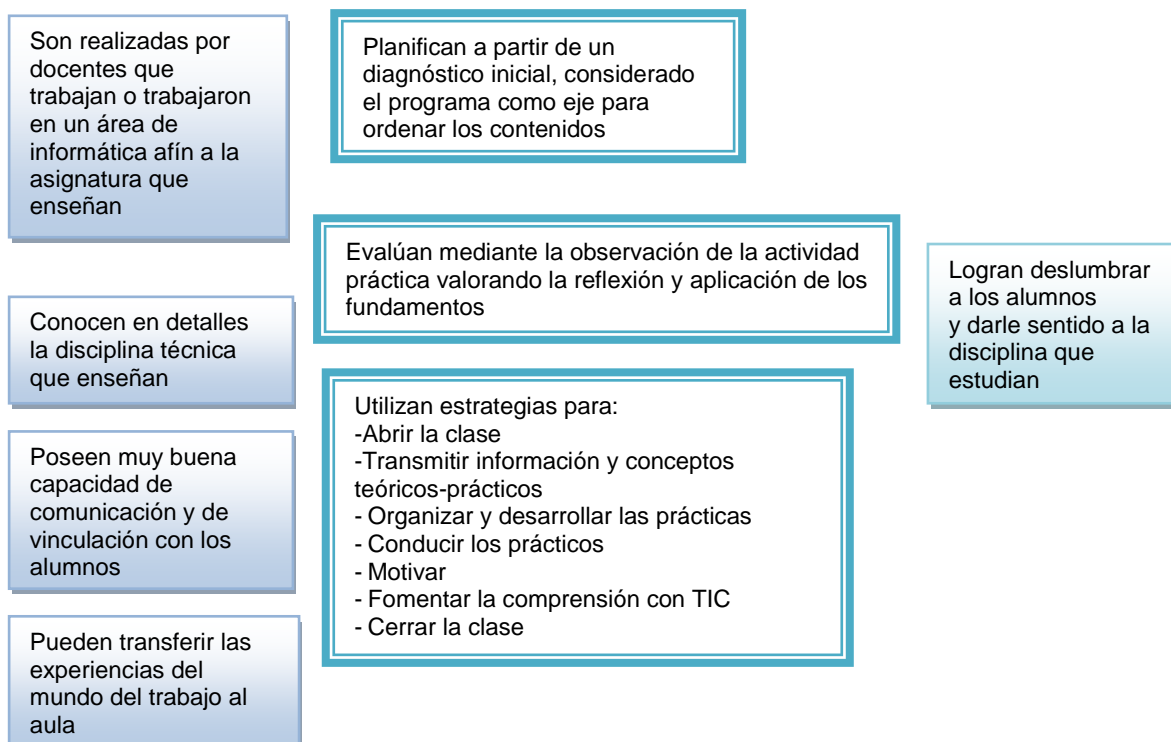 Son realizadas por
docentes que
trabajan o trabajaron
en un área de
informática afín a la
asignatura que
enseñan
Conocen en detalles
la disciplina técnica
que enseñan
Poseen muy buena
capacidad de
comunicación y de
vinculación con los
alumnos
Pueden transferir las
experiencias del
mundo del trabajo al
aula
Planifican a partir de un
diagnóstico inicial, considerado
el programa como eje para
ordenar los contenidos
Evalúan mediante la observación de la actividad
práctica valorando la reflexión y aplicación de los
fundamentos
Utilizan estrategias para:
-Abrir la clase
-Transmitir información y conceptos
teóricos-prácticos
- Organizar y desarrollar las prácticas
- Conducir los prácticos
- Motivar
- Fomentar la comprensión con TIC
- Cerrar la clase
Logran deslumbrar
a los alumnos
y darle sentido a la
disciplina que
estudian